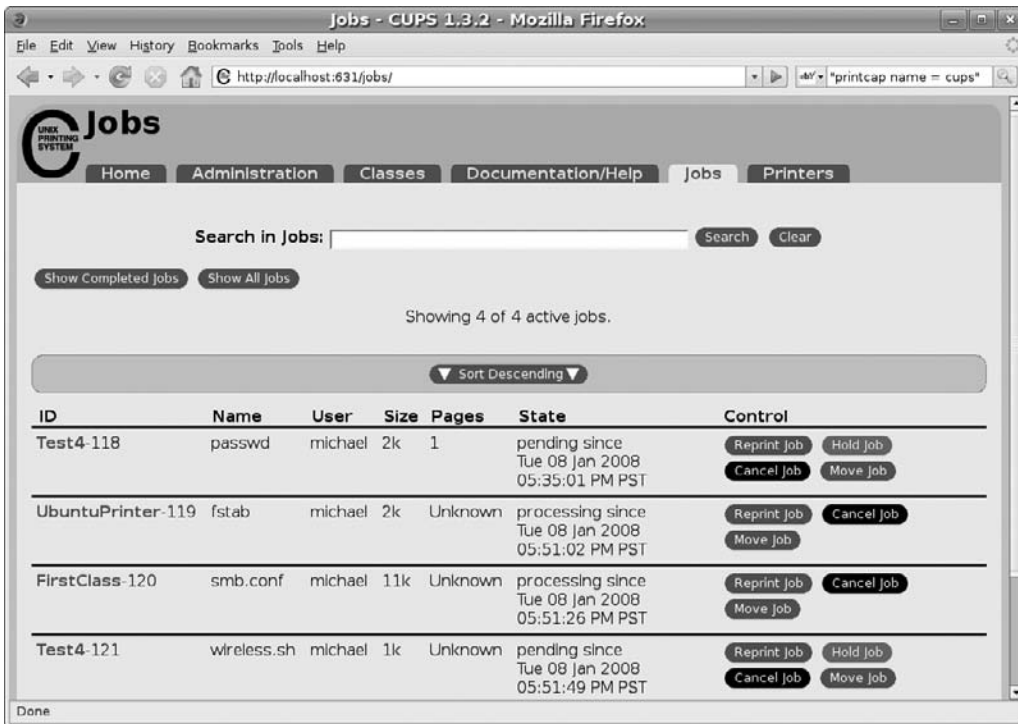 Jobs - CUPS 1.3.2 - Mozilla Firefox
File Edit View History Bookmarks Tools Help
http://localhost:631/jobs/ "printcap name = cups"
UNIX PRINTING SYSTEM
Jobs
Home Administration Classes Documentation/Help Jobs Printers
Search in Jobs: Search Clear
Show Completed Jobs Show All Jobs
Showing 4 of 4 active jobs.
▼ Sort Descending ▼
ID Name User Size Pages State Control
Test4-118 passwd michael 2k 1 pending since Reprint Job Hold Job
Tue 08 Jan 2008 Cancel Job Move Job
05:35:01 PM PST
UbuntuPrinter-119 fstab michael 2k Unknown processing since Reprint Job Cancel Job
Tue 08 Jan 2008 Move Job
05:51:02 PM PST
FirstClass-120 smb.conf michael 11k Unknown processing since Reprint Job Cancel Job
Tue 08 Jan 2008 Move Job
05:51:26 PM PST
Test4-121 wireless.sh michael 1k Unknown pending since Reprint Job Hold Job
Tue 08 Jan 2008 Cancel Job Move Job
05:51:49 PM PST
Done